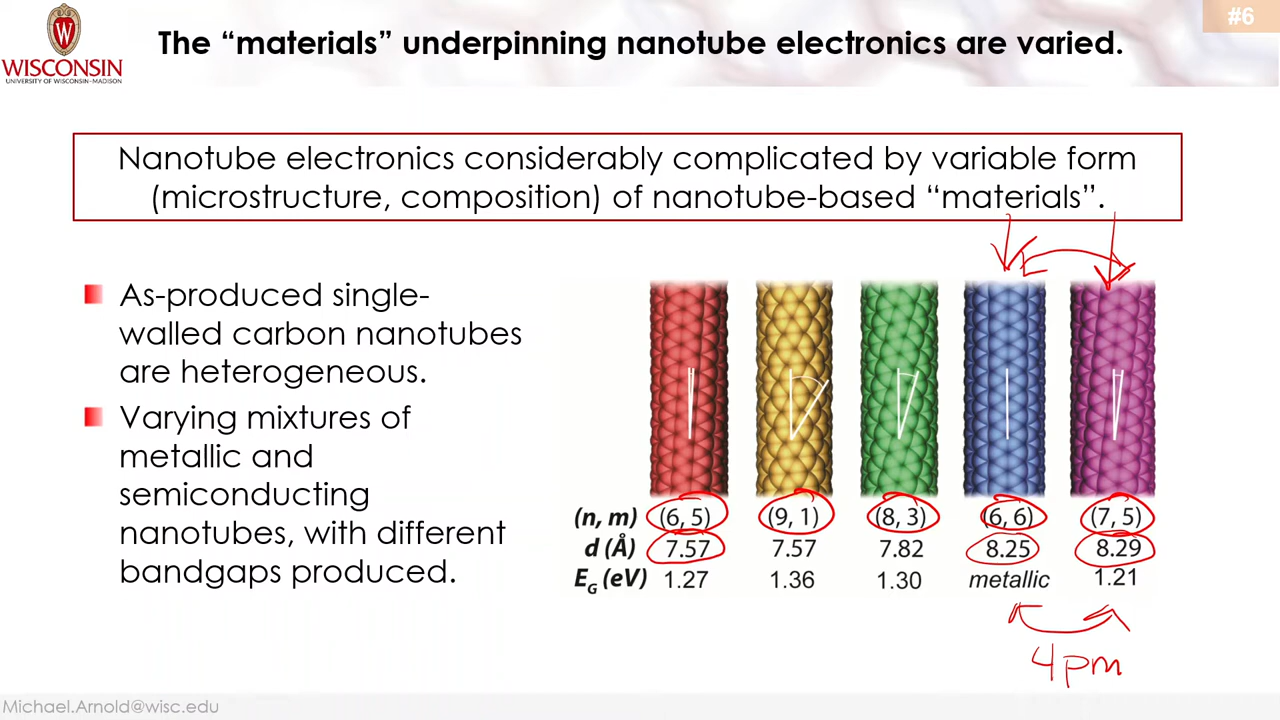 #6
WISCONSIN
UNIVERSITY OF WISCONSIN-MADISON
The “materials” underpinning nanotube electronics are varied.
Nanotube electronics considerably complicated by variable form
(microstructure, composition) of nanotube-based “materials”.
As-produced single-
walled carbon nanotubes
are heterogeneous.
Varying mixtures of
metallic and
semiconducting
nanotubes, with different
bandgaps produced.
(n, m) (6, 5) (9, 1) (8, 3) (6, 6) (7, 5)
d (Å) 7.57 7.57 7.82 8.25 8.29
EG (eV) 1.27 1.36 1.30 metallic 1.21
4pm
Michael.Arnold@wisc.edu